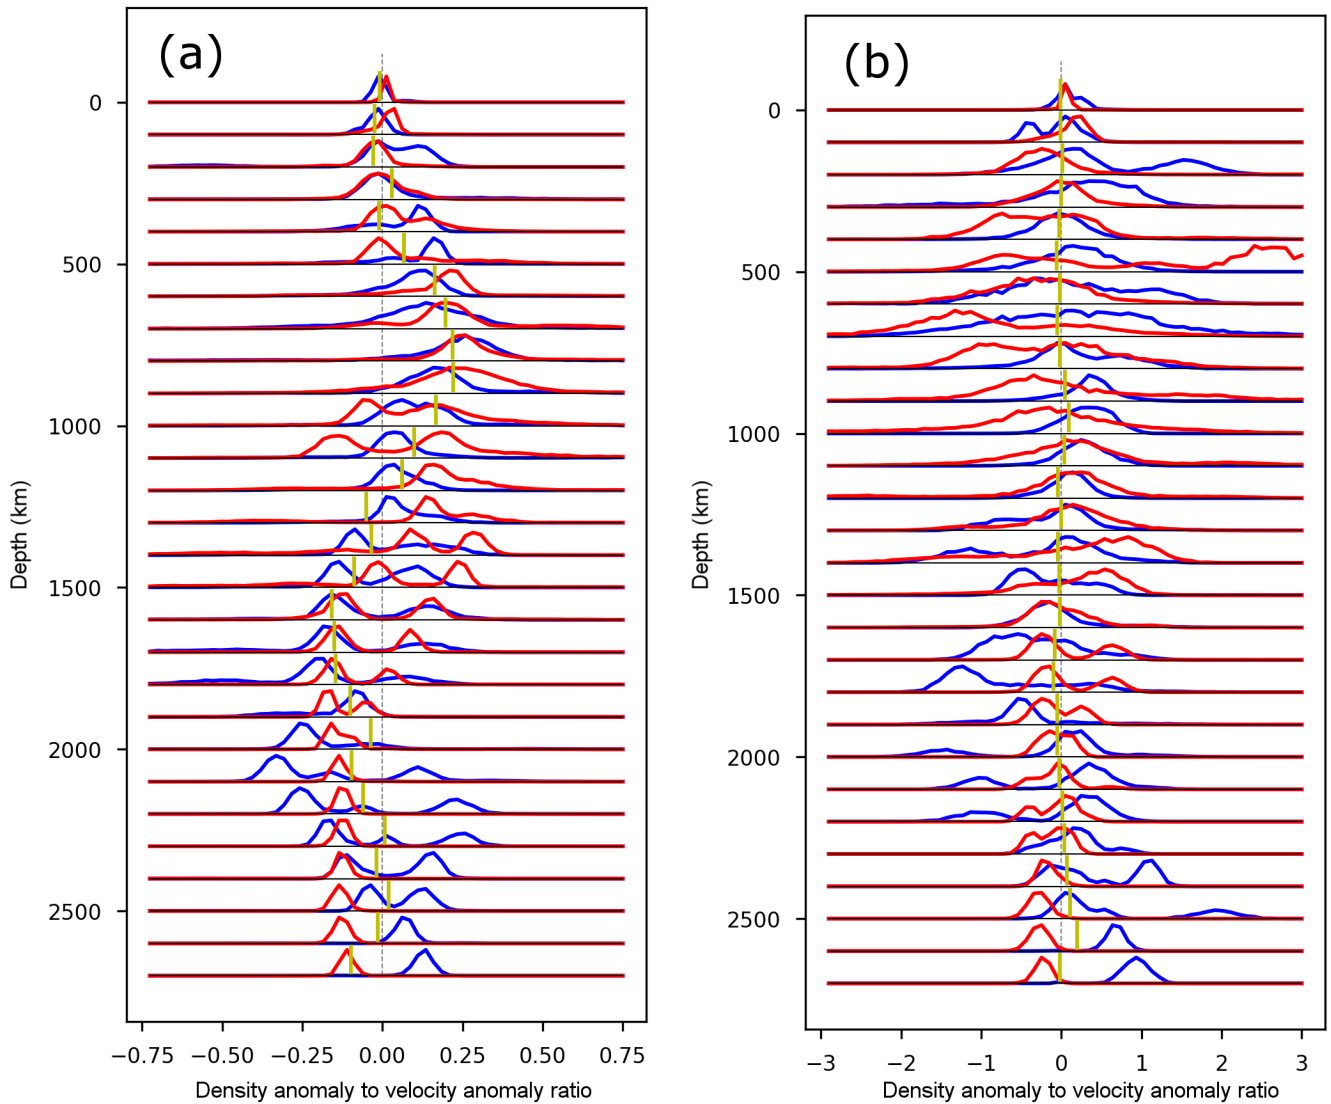 (a)
0
500
1000
1500
2000
2500
Depth (km)
−0.75 −0.50 −0.25 0.00 0.25 0.50 0.75
Density anomaly to velocity anomaly ratio
(b)
0
500
1000
1500
2000
2500
Depth (km)
−3 −2 −1 0 1 2 3
Density anomaly to velocity anomaly ratio